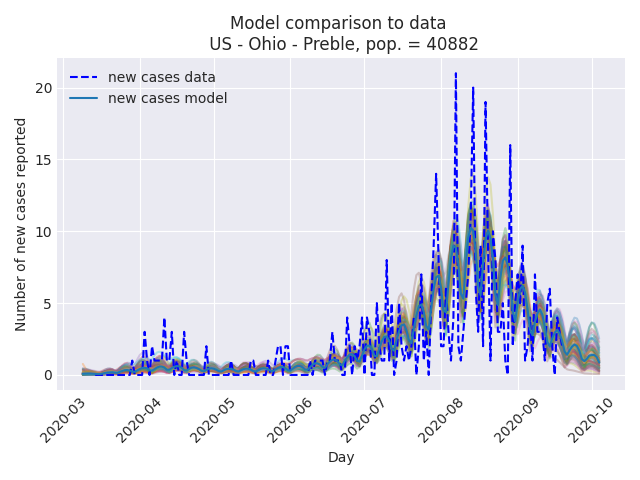 Model comparison to data
US - Ohio - Preble, pop. = 40882
new cases data
new cases model
Number of new cases reported
20
15
10
5
0
2020-03
2020-04
2020-05
2020-06
2020-07
2020-08
2020-09
2020-10
Day